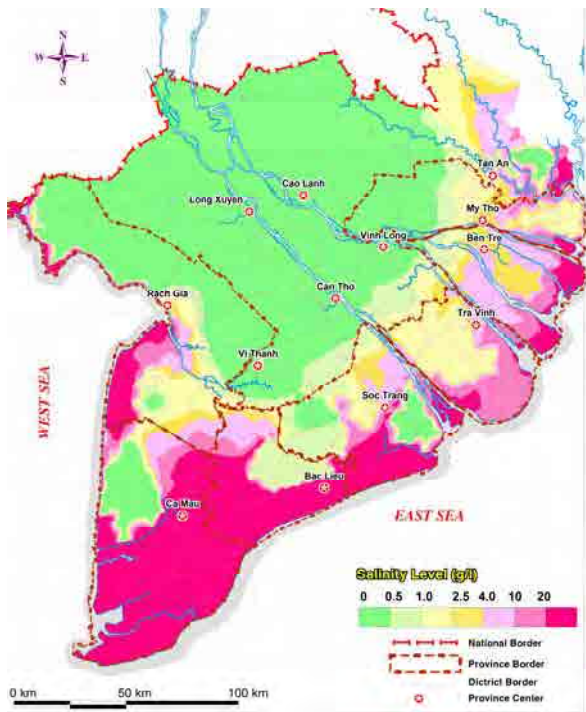 N
W E
S
Tan An
Cao Lanh
Long Xuyen
My Tho
Vinh Long
Ben Tre
Can Tho
Rach Gia
Tra Vinh
Vi Thanh
WEST SEA
Soc Trang
Bac Lieu
Ca Mau
EAST SEA
Salinity Level (g/l)
0 0.5 1.0 2.5 4.0 10 20
National Border
Province Border
District Border
Province Center
0 km 50 km 100 km